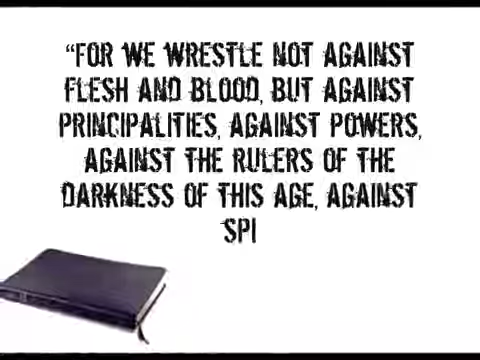 “FOR WE WRESTLE NOT AGAINST
FLESH AND BLOOD, BUT AGAINST
PRINCIPALITIES, AGAINST POWERS,
AGAINST THE RULERS OF THE
DARKNESS OF THIS AGE, AGAINST
SPI